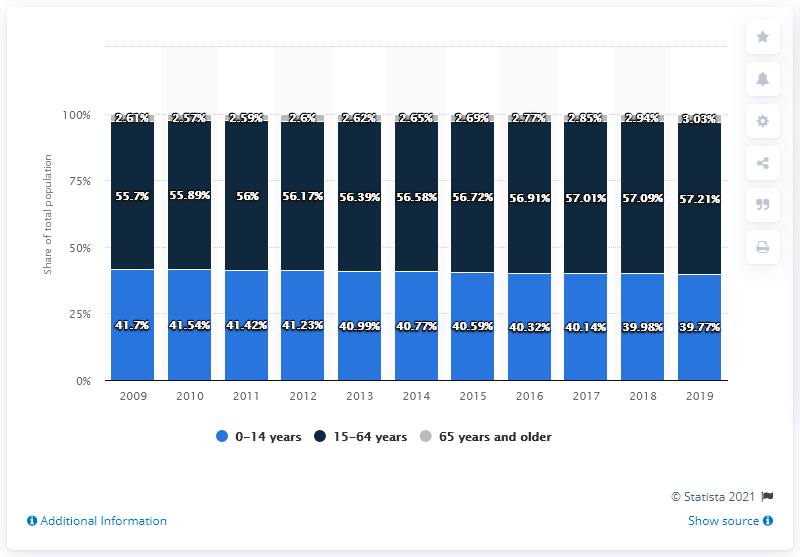 100%
75%
50%
25%
0%
Share of total population
2.61% 2.57% 2.59% 2.6% 2.62% 2.65% 2.69% 2.77% 2.85% 2.94% 3.03%
55.7% 55.89% 56% 56.17% 56.39% 56.58% 56.72% 56.91% 57.01% 57.09% 57.21%
41.7% 41.54% 41.42% 41.23% 40.99% 40.77% 40.59% 40.32% 40.14% 39.98% 39.77%
2009 2010 2011 2012 2013 2014 2015 2016 2017 2018 2019
0-14 years 15-64 years 65 years and older
© Statista 2021
Additional Information
Show source